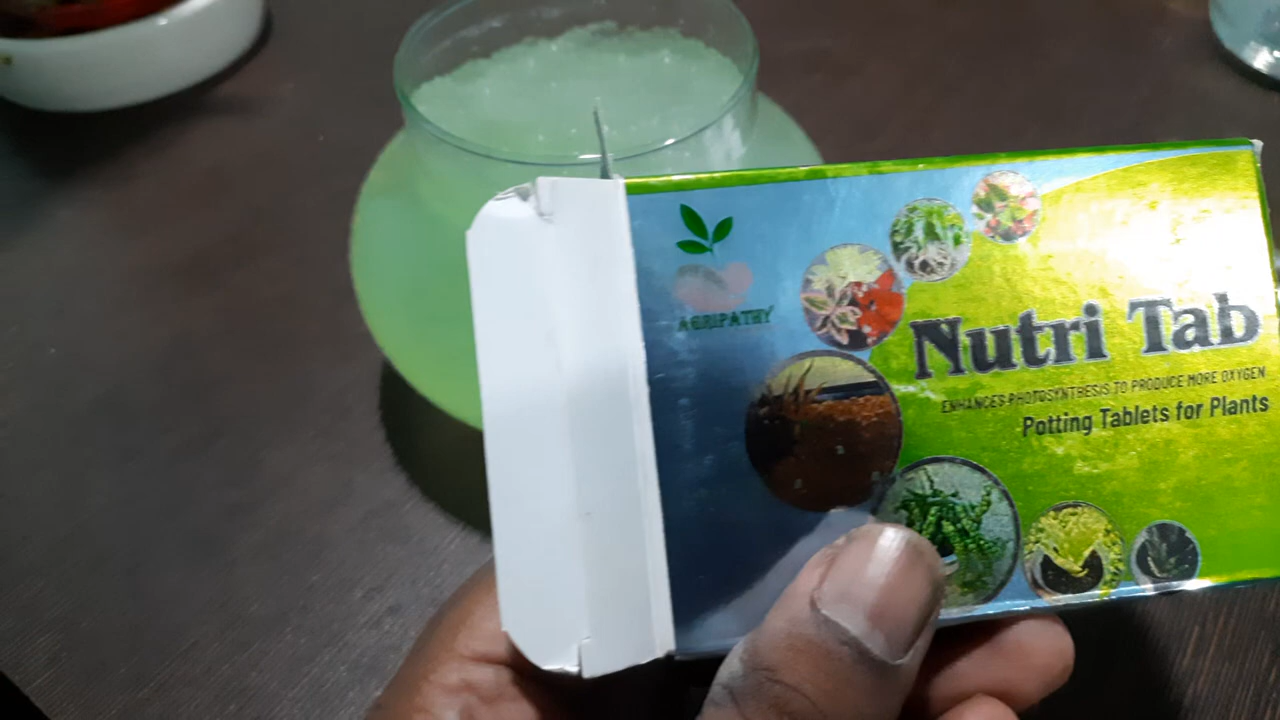 AGRIPATHY
Nutri Tab
ENHANCES PHOTOSYNTHESIS TO PRODUCE MORE OXYGEN
Potting Tablets for Plants